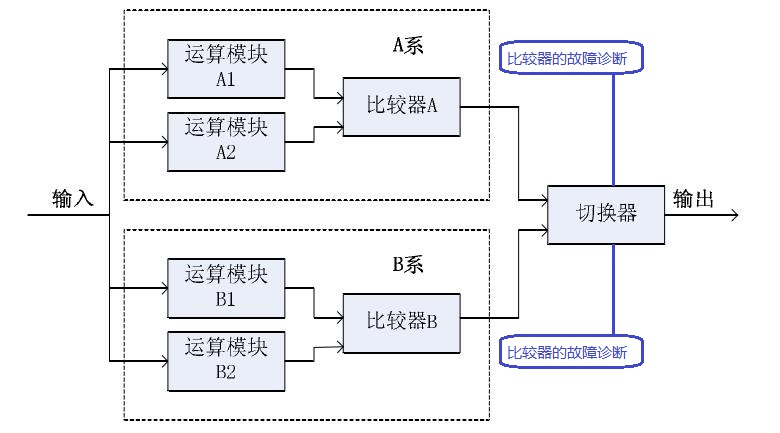 A系
比较器的故障诊断
运算模块
A1
比较器A
运算模块
A2
输入
切换器
输出
B系
运算模块
B1
比较器B
运算模块
B2
比较器的故障诊断